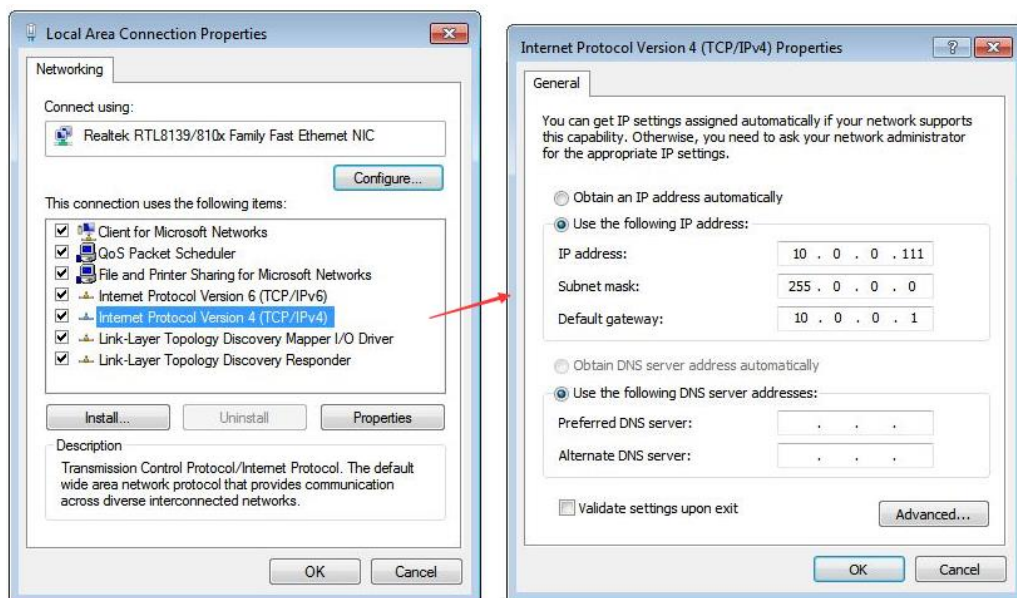 Local Area Connection Properties
Networking
Connect using:
Realtek RTL8139/810x Family Fast Ethernet NIC
Configure...
This connection uses the following items:
Client for Microsoft Networks
QoS Packet Scheduler
File and Printer Sharing for Microsoft Networks
Internet Protocol Version 6 (TCP/IPv6)
Internet Protocol Version 4 (TCP/IPv4)
Link-Layer Topology Discovery Mapper I/O Driver
Link-Layer Topology Discovery Responder
Install...
Uninstall
Properties
Description
Transmission Control Protocol/Internet Protocol. The default
wide area network protocol that provides communication
across diverse interconnected networks.
OK
Cancel
Internet Protocol Version 4 (TCP/IPv4) Properties
?
General
You can get IP settings assigned automatically if your network supports
this capability. Otherwise, you need to ask your network administrator
for the appropriate IP settings.
Obtain an IP address automatically
Use the following IP address:
IP address: 10 . 0 . 0 . 111
Subnet mask: 255 . 0 . 0 . 0
Default gateway: 10 . 0 . 0 . 1
Obtain DNS server address automatically
Use the following DNS server addresses:
Preferred DNS server: . . .
Alternate DNS server: . . .
Validate settings upon exit
Advanced...
OK
Cancel